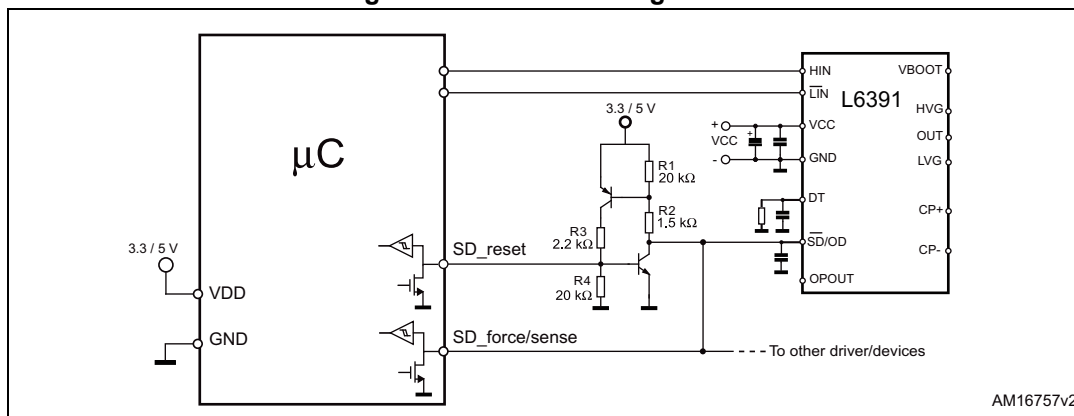 HIN
VBOOT
LIN
L6391
3.3 / 5 V
HVG
+
VCC
VCC
OUT
μC
+
-
GND
LVG
R1
20 kΩ
DT
CP+
R2
1.5 kΩ
3.3 / 5 V
R3
2.2 kΩ
SD_reset
SD/OD
CP-
R4
20 kΩ
OPOUT
VDD
GND
SD_force/sense
To other driver/devices
AM16757v2